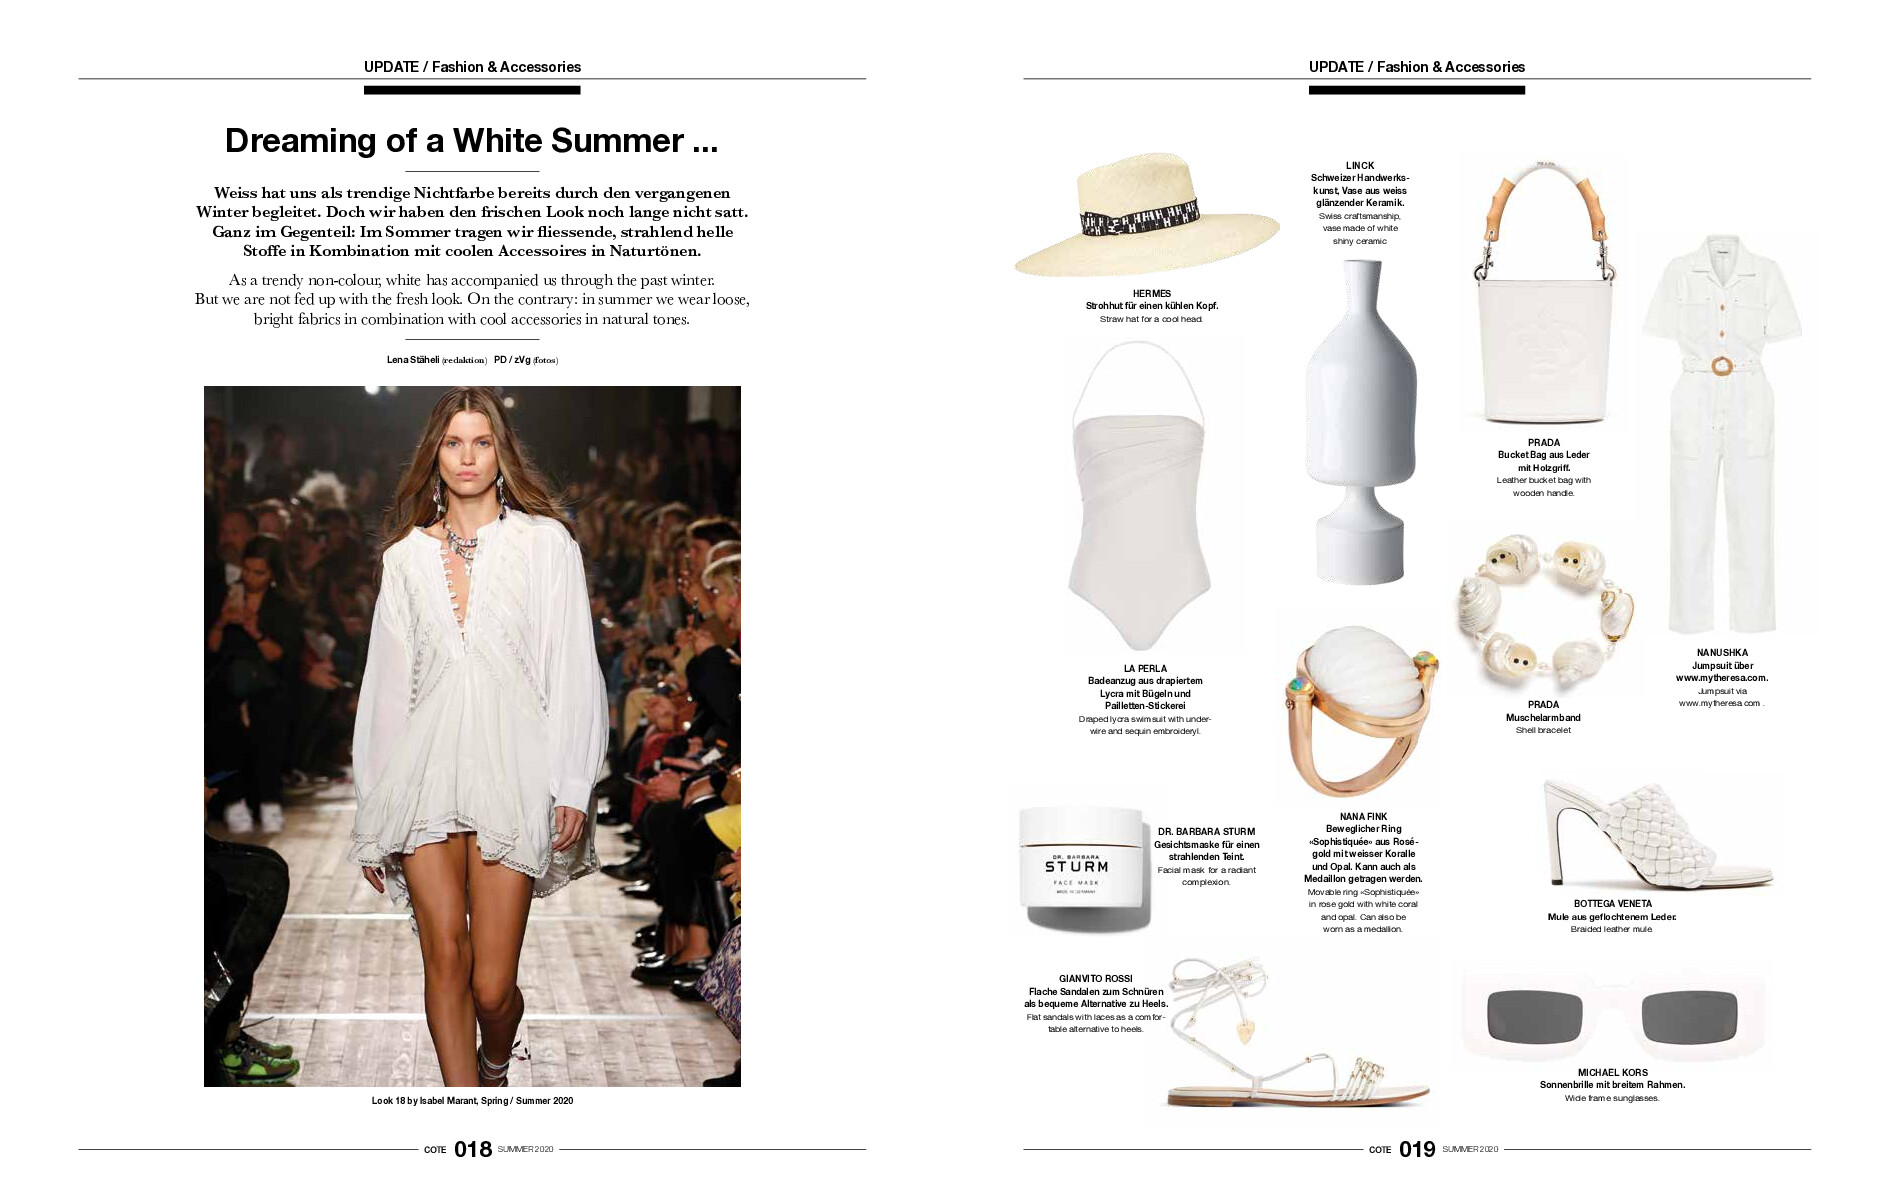 UPDATE / Fashion & Accessories
Dreaming of a White Summer ...
Weiss hat uns als trendige Nichtfarbe bereits durch den vergangenen
Winter begleitet. Doch wir haben den frischen Look noch lange nicht satt.
Ganz im Gegenteil: Im Sommer tragen wir fliessende, strahlend helle
Stoffe in Kombination mit coolen Accessoires in Naturtönen.
As a trendy non-colour, white has accompanied us through the past winter.
But we are not fed up with the fresh look. On the contrary: in summer we wear loose,
bright fabrics in combination with cool accessories in natural tones.
Lena Stäheli (redaktion) PD / zVg (fotos)
Look 18 by Isabel Marant, Spring / Summer 2020
COTE 018 SUMMER 2020
UPDATE / Fashion & Accessories
HERMES
Strohhut für einen kühlen Kopf.
Straw hat for a cool head.
LINCK
Schweizer Handwerks-
kunst, Vase aus weiss
glänzender Keramik.
Swiss craftsmanship,
vase made of white
shiny ceramic
PRADA
PRADA
Bucket Bag aus Leder
mit Holzgriff.
Leather bucket bag with
wooden handle.
NANUSHKA
Jumpsuit über
www.mytheresa.com.
Jumpsuit via
www.mytheresa.com .
LA PERLA
Badeanzug aus drapiertem
Lycra mit Bügeln und
Pailletten-Stickerei
Draped lycra swimsuit with under-
wire and sequin embroideryl.
PRADA
Muschelarmband
Shell bracelet
DR. BARBARA
STURM
FACE MASK
MADE IN GERMANY
DR. BARBARA STURM
Gesichtsmaske für einen
strahlenden Teint.
Facial mask for a radiant
complexion.
NANA FINK
Beweglicher Ring
«Sophistiquée» aus Rosé-
gold mit weisser Koralle
und Opal. Kann auch als
Medaillon getragen werden.
Movable ring «Sophistiquée»
in rose gold with white coral
and opal. Can also be
worn as a medallion.
BOTTEGA VENETA
Mule aus geflochtenem Leder.
Braided leather mule
GIANVITO ROSSI
Flache Sandalen zum Schnüren
als bequeme Alternative zu Heels.
Flat sandals with laces as a comfor-
table alternative to heels.
MICHAEL KORS
Sonnenbrille mit breitem Rahmen.
Wide frame sunglasses.
COTE 019 SUMMER 2020